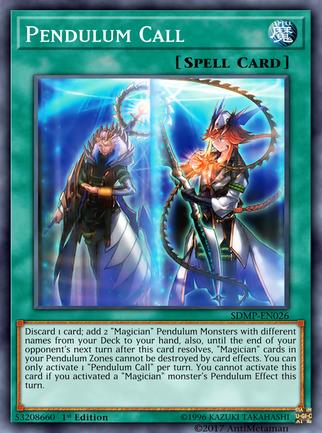 Pendulum Call
[Spell Card]
SDMP-EN026
Discard 1 card; add 2 "Magician" Pendulum Monsters with different
names from your Deck to your hand, also, until the end of your
opponent's next turn after this card resolves, "Magician" cards in
your Pendulum Zones cannot be destroyed by card effects. You can
only activate 1 "Pendulum Call" per turn. You cannot activate this
card if you activated a "Magician" monster's Pendulum Effect this
turn.
53208660 1st Edition ©1996 KAZUKI TAKAHASHI
©2017 AntiMetaman